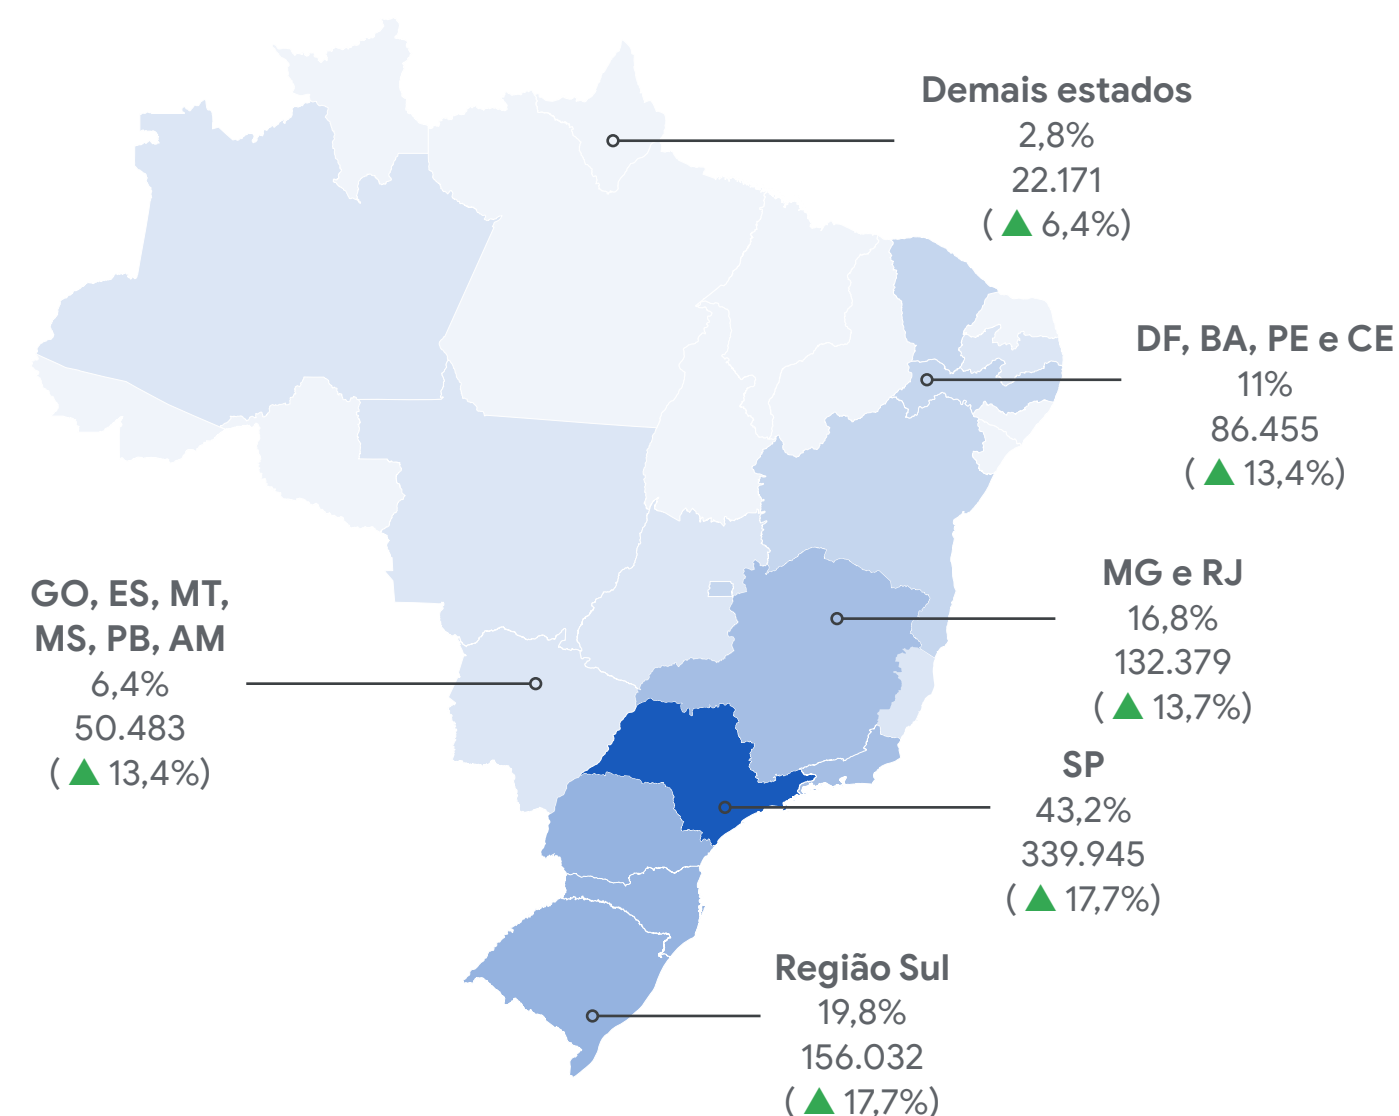 Demais estados
2,8%
22.171
( ▲ 6,4%)
DF, BA, PE e CE
11%
86.455
( ▲ 13,4%)
GO, ES, MT,
MS, PB, AM
6,4%
50.483
( ▲ 13,4%)
MG e RJ
16,8%
132.379
( ▲ 13,7%)
SP
43,2%
339.945
( ▲ 17,7%)
Região Sul
19,8%
156.032
( ▲ 17,7%)